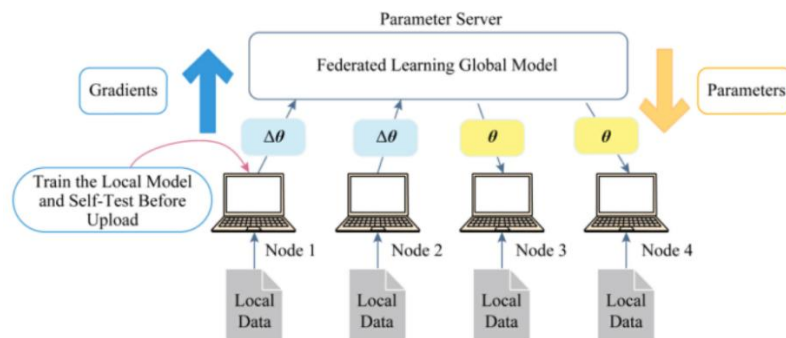 Parameter Server
Federated Learning Global Model
Gradients
Parameters
Δθ
Δθ
θ
θ
Train the Local Model
and Self-Test Before
Upload
Node 1
Node 2
Node 3
Node 4
Local
Data
Local
Data
Local
Data
Local
Data